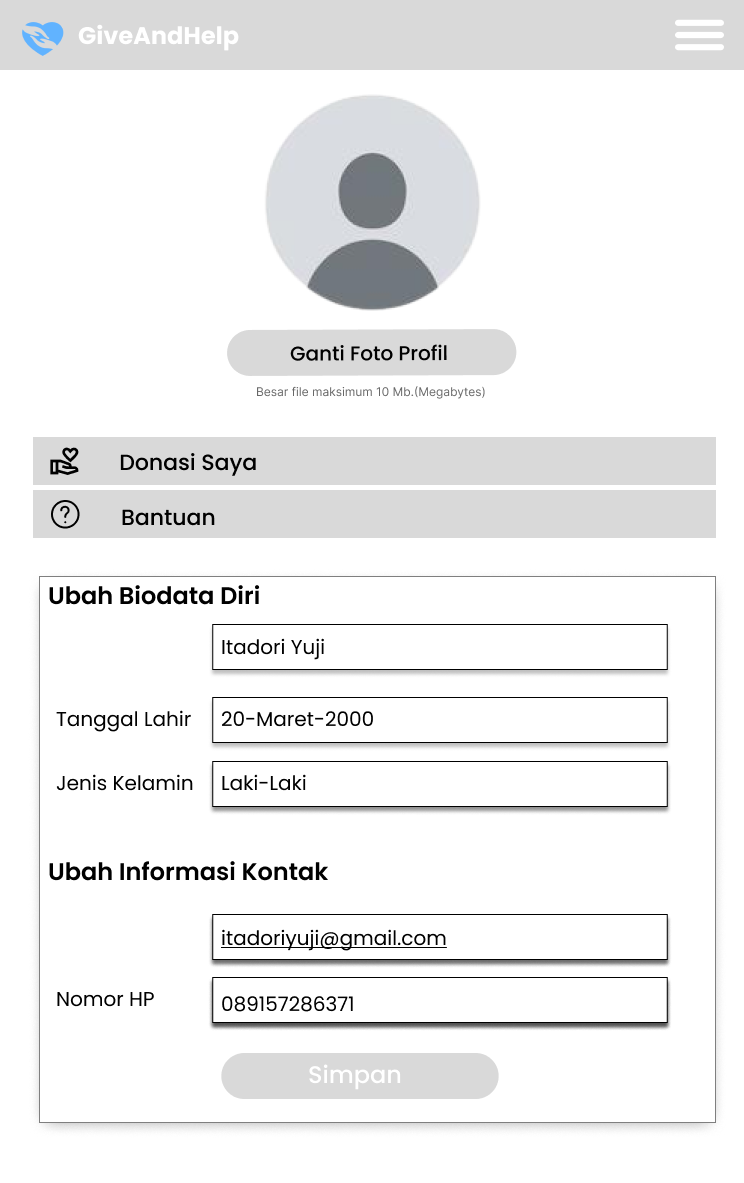 GiveAndHelp
Ganti Foto Profil
Besar file maksimum 10 Mb.(Megabytes)
Donasi Saya
Bantuan
Ubah Biodata Diri
Itadori Yuji
Tanggal Lahir 20-Maret-2000
Jenis Kelamin Laki-Laki
Ubah Informasi Kontak
itadoriyuji@gmail.com
Nomor HP 089157286371
Simpan